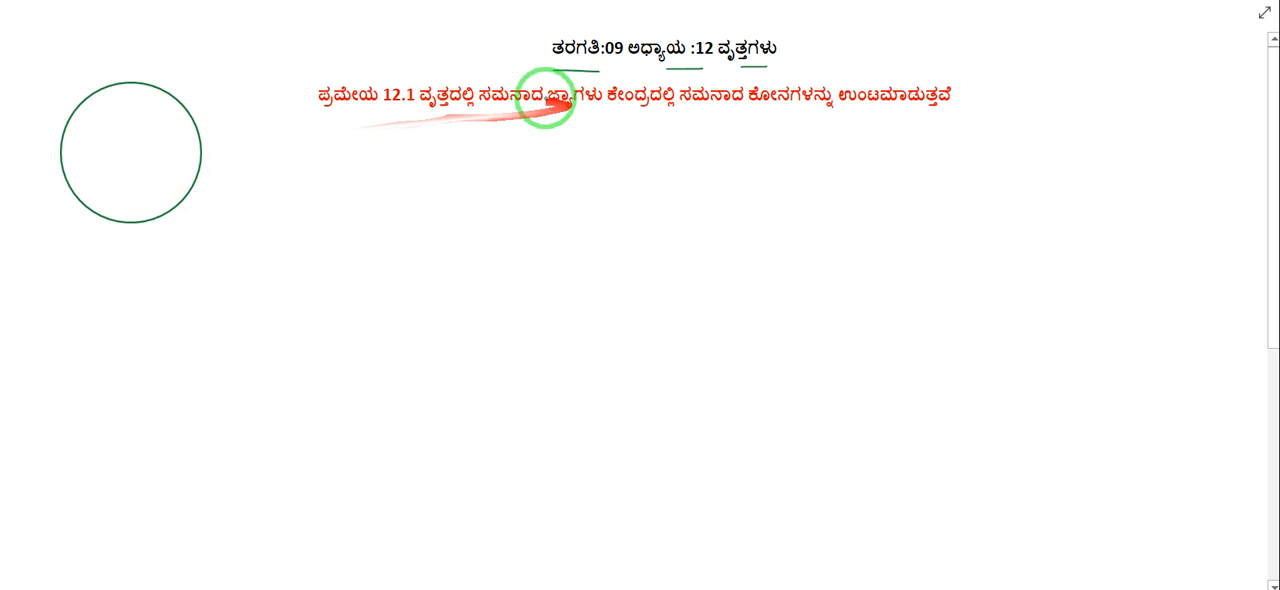 ತರಗತಿ:09 ಅಧ್ಯಾಯ :12 ವೃತ್ತಗಳು
ಪ್ರಮೇಯ 12.1 ವೃತ್ತದಲ್ಲಿ ಸಮನಾದ ಜ್ಯಾಗಳು ಕೇಂದ್ರದಲ್ಲಿ ಸಮನಾದ ಕೋನಗಳನ್ನು ಉಂಟಮಾಡುತ್ತವೆ